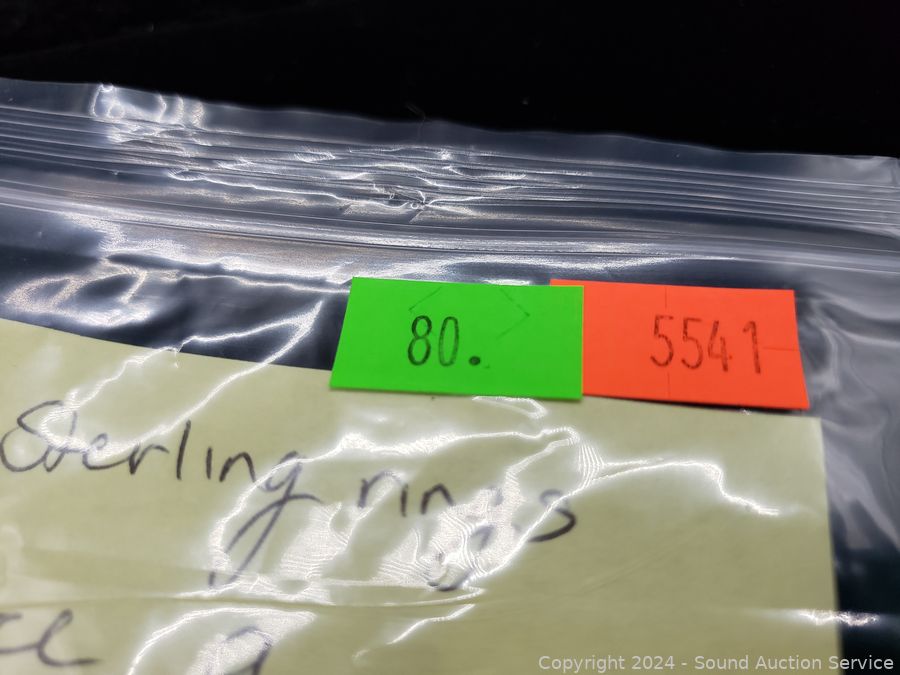 80.
5541
Sterling rings
Copyright 2024 - Sound Auction Service